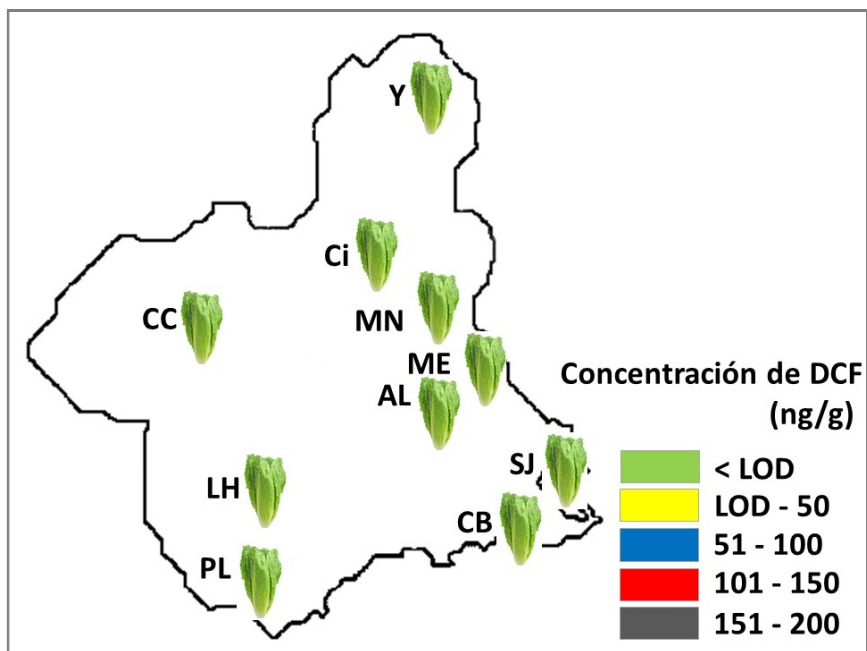 Y
Ci
CC
MN
ME
AL
LH
SJ
CB
PL
Concentración de DCF
(ng/g)
< LOD
LOD - 50
51 - 100
101 - 150
151 - 200